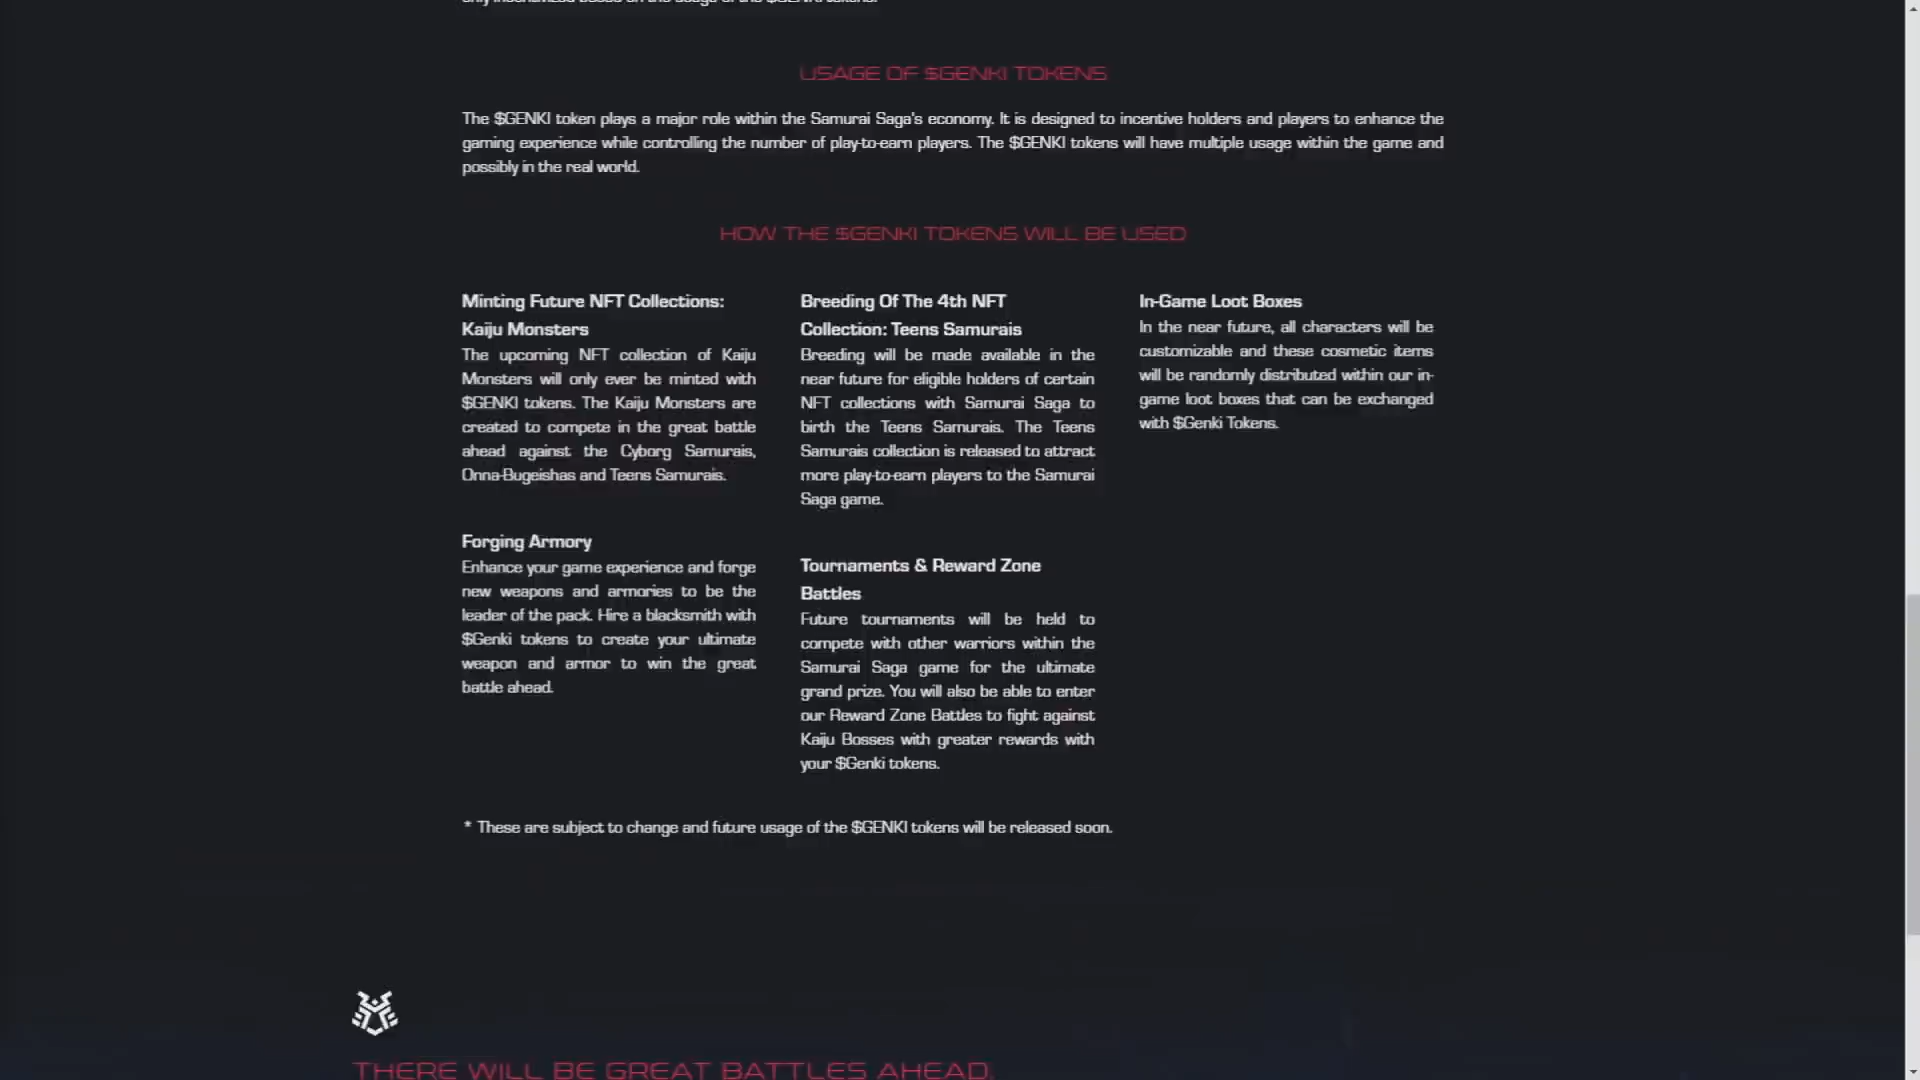 only incentivized based on the usage of the $GENKI tokens.
USAGE OF $GENKI TOKENS
The $GENKI token plays a major role within the Samurai Saga's economy. It is designed to incentive holders and players to enhance the
gaming experience while controlling the number of play-to-earn players. The $GENKI tokens will have multiple usage within the game and
possibly in the real world.
HOW THE $GENKI TOKENS WILL BE USED
Minting Future NFT Collections:
Kaiju Monsters
The upcoming NFT collection of Kaiju
Monsters will only ever be minted with
$GENKI tokens. The Kaiju Monsters are
created to compete in the great battle
ahead against the Cyborg Samurais,
Onna-Bugeishas and Teens Samurais.
Forging Armory
Enhance your game experience and forge
new weapons and armories to be the
leader of the pack. Hire a blacksmith with
$Genki tokens to create your ultimate
weapon and armor to win the great
battle ahead.
Breeding Of The 4th NFT
Collection: Teens Samurais
Breeding will be made available in the
near future for eligible holders of certain
NFT collections with Samurai Saga to
birth the Teens Samurais. The Teens
Samurais collection is released to attract
more play-to-earn players to the Samurai
Saga game.
Tournaments & Reward Zone
Battles
Future tournaments will be held to
compete with other warriors within the
Samurai Saga game for the ultimate
grand prize. You will also be able to enter
our Reward Zone Battles to fight against
Kaiju Bosses with greater rewards with
your $Genki tokens.
In-Game Loot Boxes
In the near future, all characters will be
customizable and these cosmetic items
will be randomly distributed within our in-
game loot boxes that can be exchanged
with $Genki Tokens.
* These are subject to change and future usage of the $GENKI tokens will be released soon.
THERE WILL BE GREAT BATTLES AHEAD.